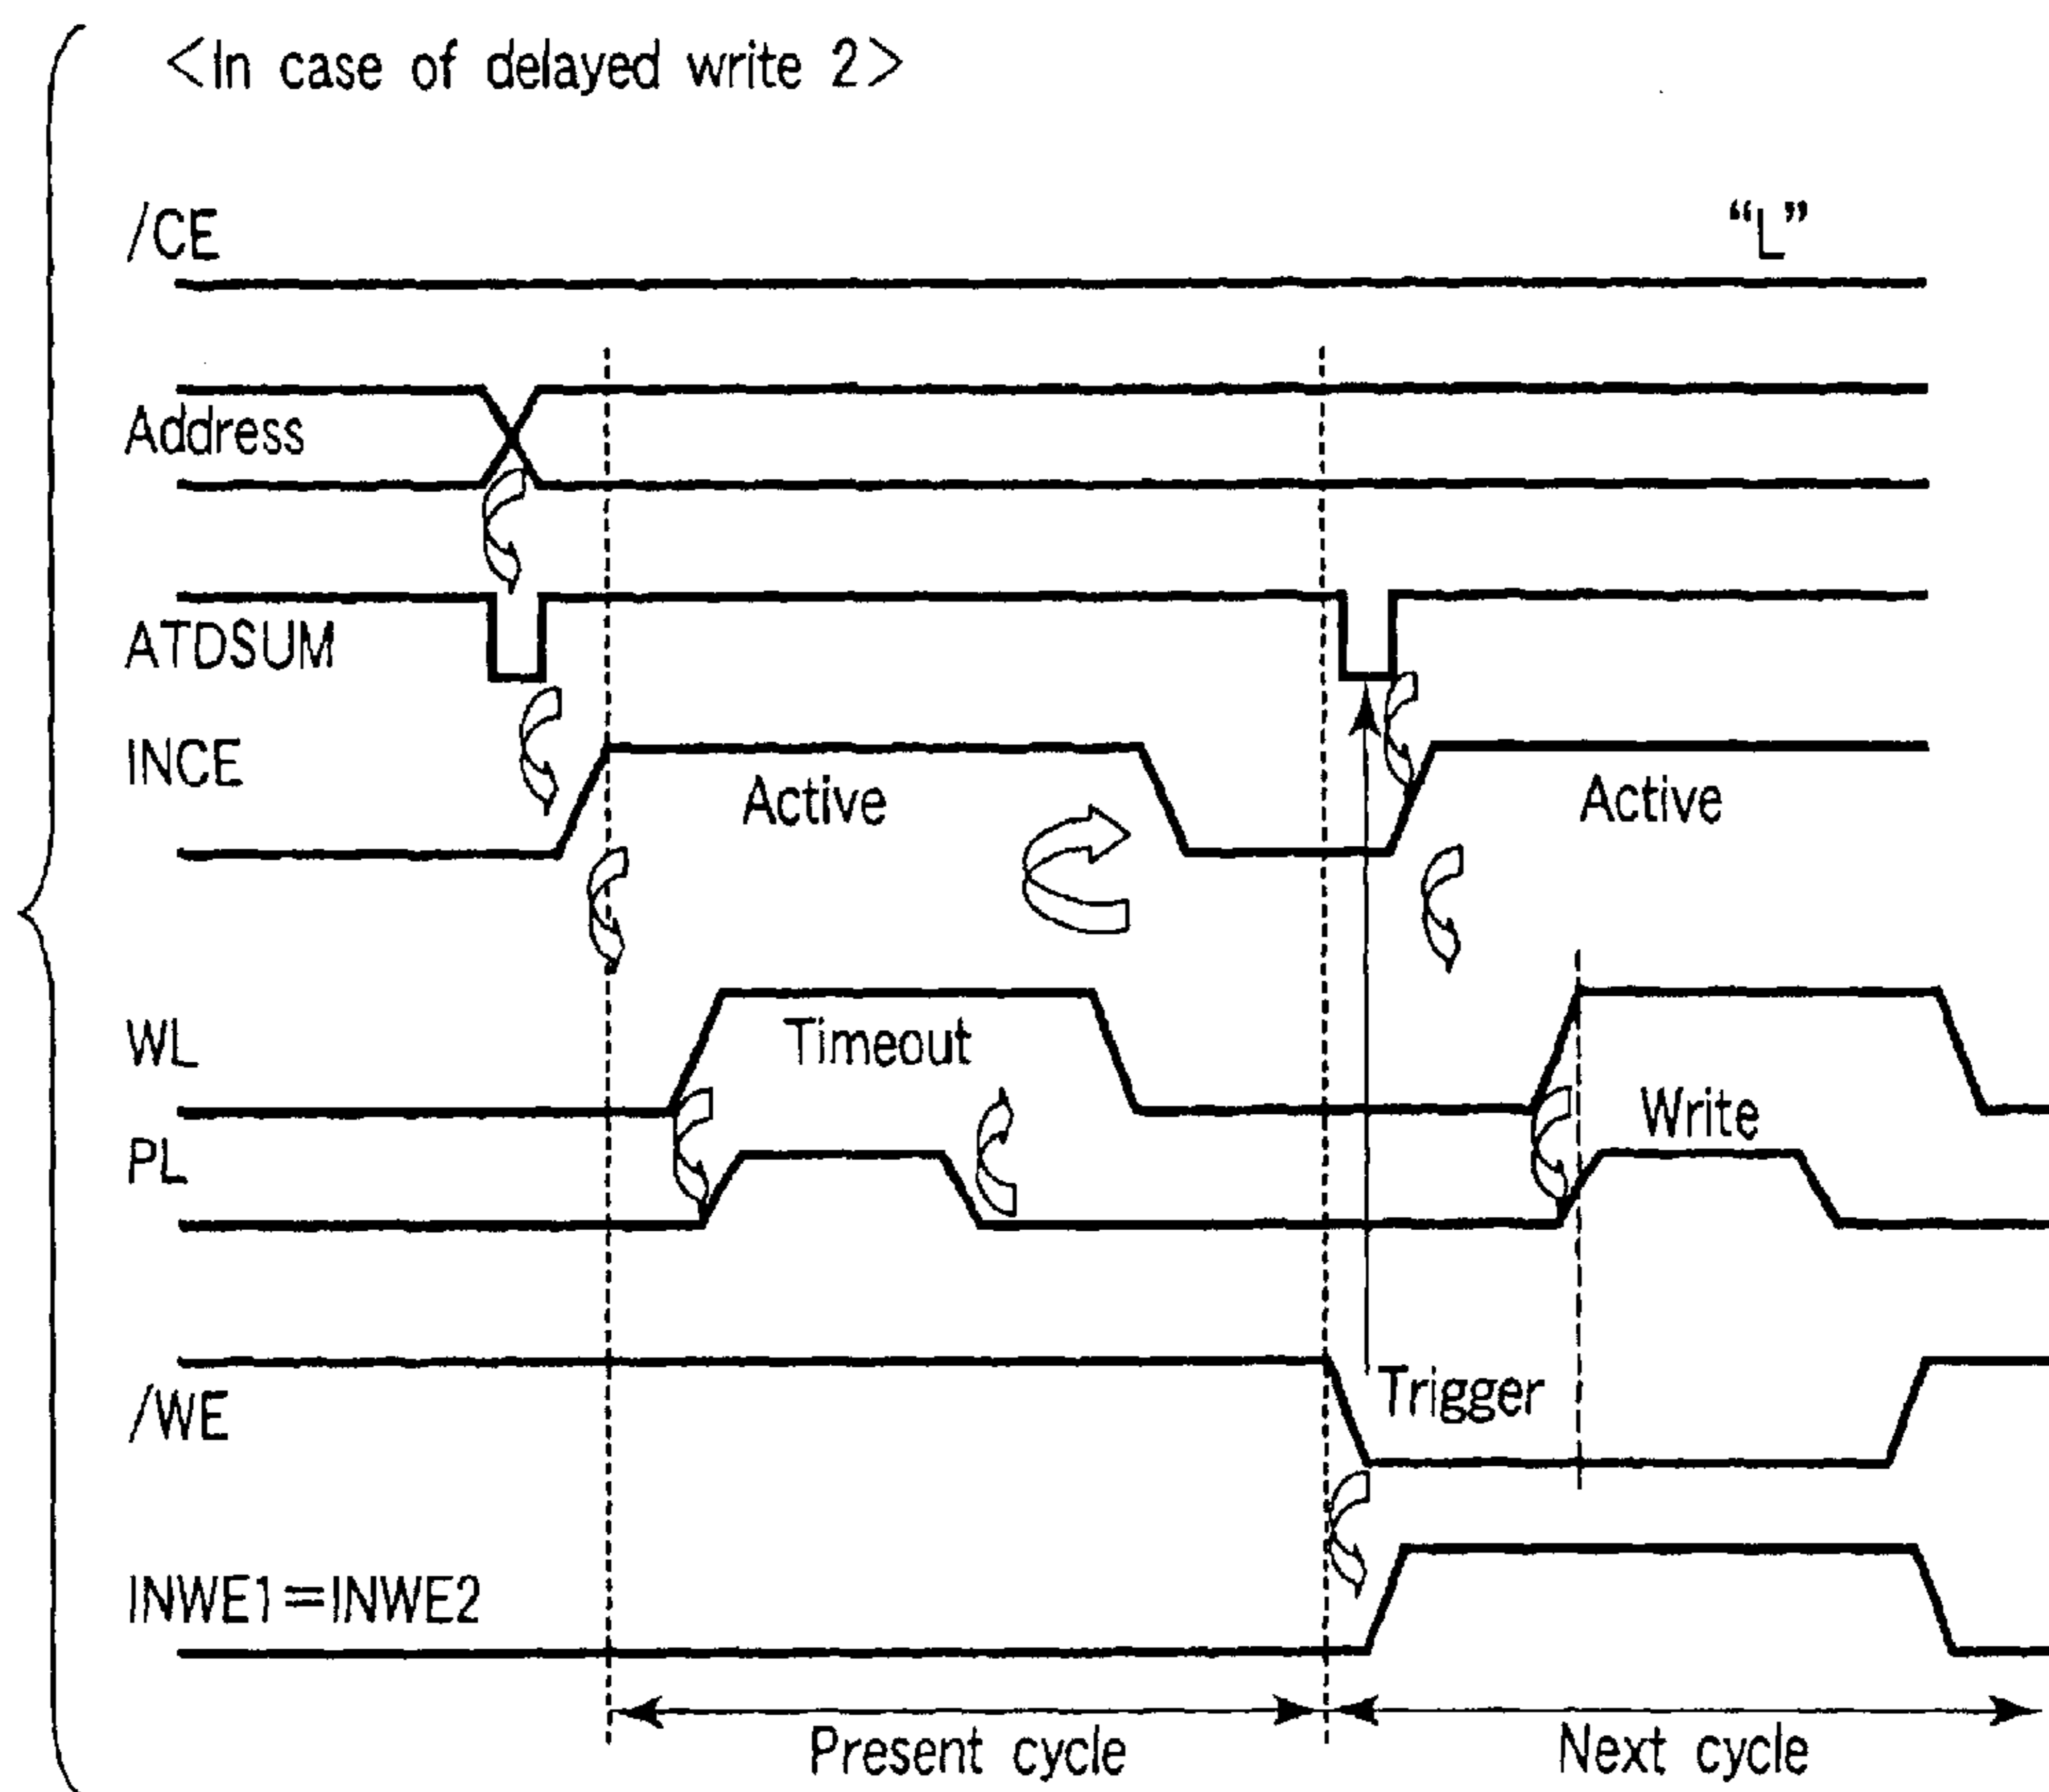 <In case of delayed write 2>
/CE
“L”
Address
ATDSUM
INCE
Active
Active
WL
Timeout
PL
Write
/WE
Trigger
INWE1=INWE2
Present cycle
Next cycle